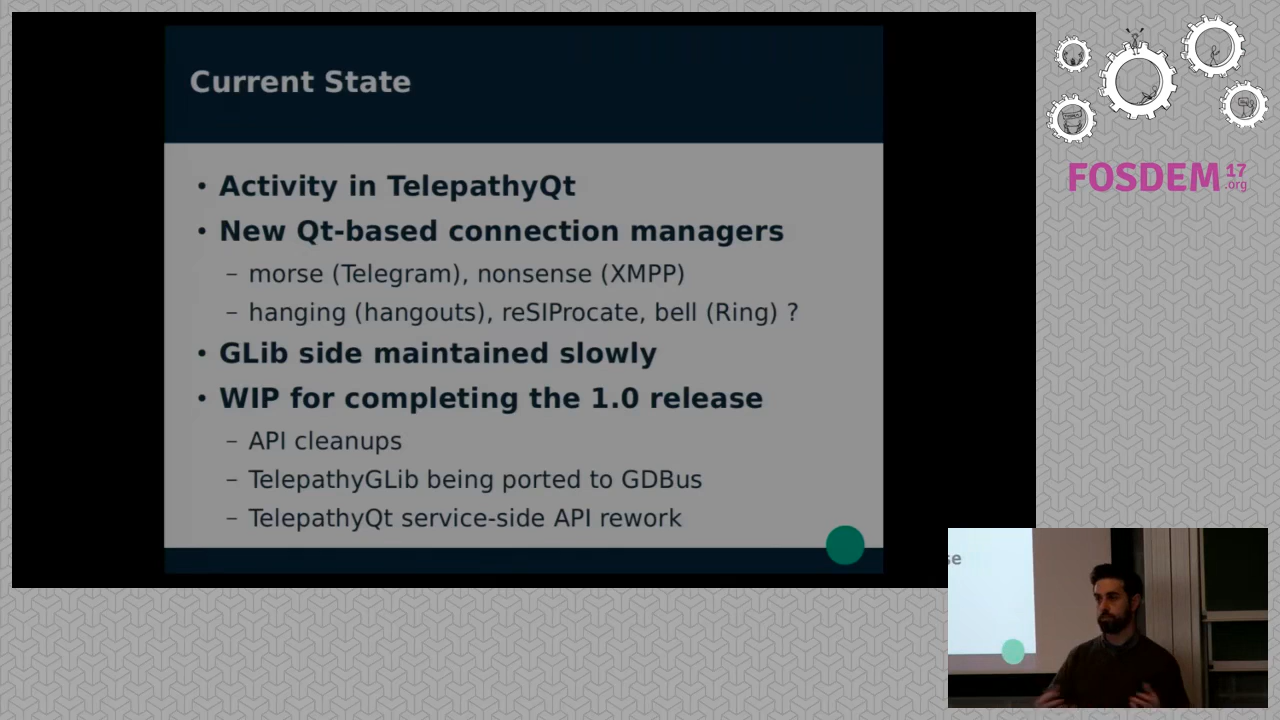 Current State
• Activity in TelepathyQt
• New Qt-based connection managers
– morse (Telegram), nonsense (XMPP)
– hanging (hangouts), reSIProcate, bell (Ring) ?
• GLib side maintained slowly
• WIP for completing the 1.0 release
– API cleanups
– TelepathyGLib being ported to GDBus
– TelepathyQt service-side API rework
FOSDEM 17
.org
se